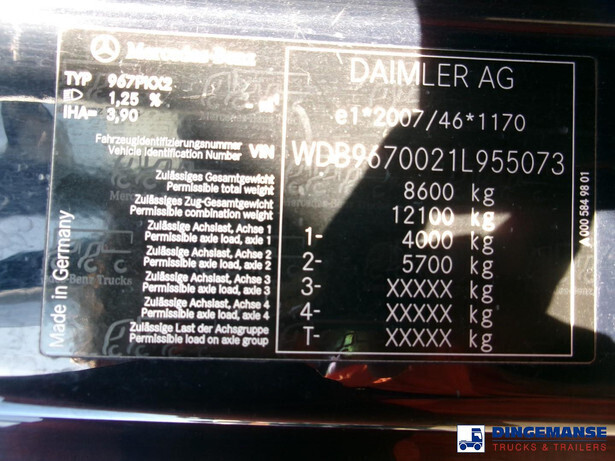 Mercedes-Benz
TYP 967PIXX2
1,25 %
IHA= 3,90
DAIMLER AG
e1*2007/46*1170
Fahrzeugidentifizierungsnummer
Vehicle Identification Number VIN
WDB9670021L955073
Zulässiges Gesamtgewicht
Permissible total weight
8600 kg
Zulässiges Zug-Gesamtgewicht
Permissible combination weight
12100 kg
Zulässige Achslast, Achse 1
Permissible axle load, axle 1
1- 4000 kg
Zulässige Achslast, Achse 2
Permissible axle load, axle 2
2- 5700 kg
Zulässige Achslast, Achse 3
Permissible axle load, axle 3
3- XXXXX kg
Zulässige Achslast, Achse 4
Permissible axle load, axle 4
4- XXXXX kg
Zulässige Last der Achsgruppe
Permissible load on axle group
T- XXXXX kg
Made in Germany
A 000 584 98 01
Benz Trucks
DINGEMANSE
TRUCKS & TRAILERS